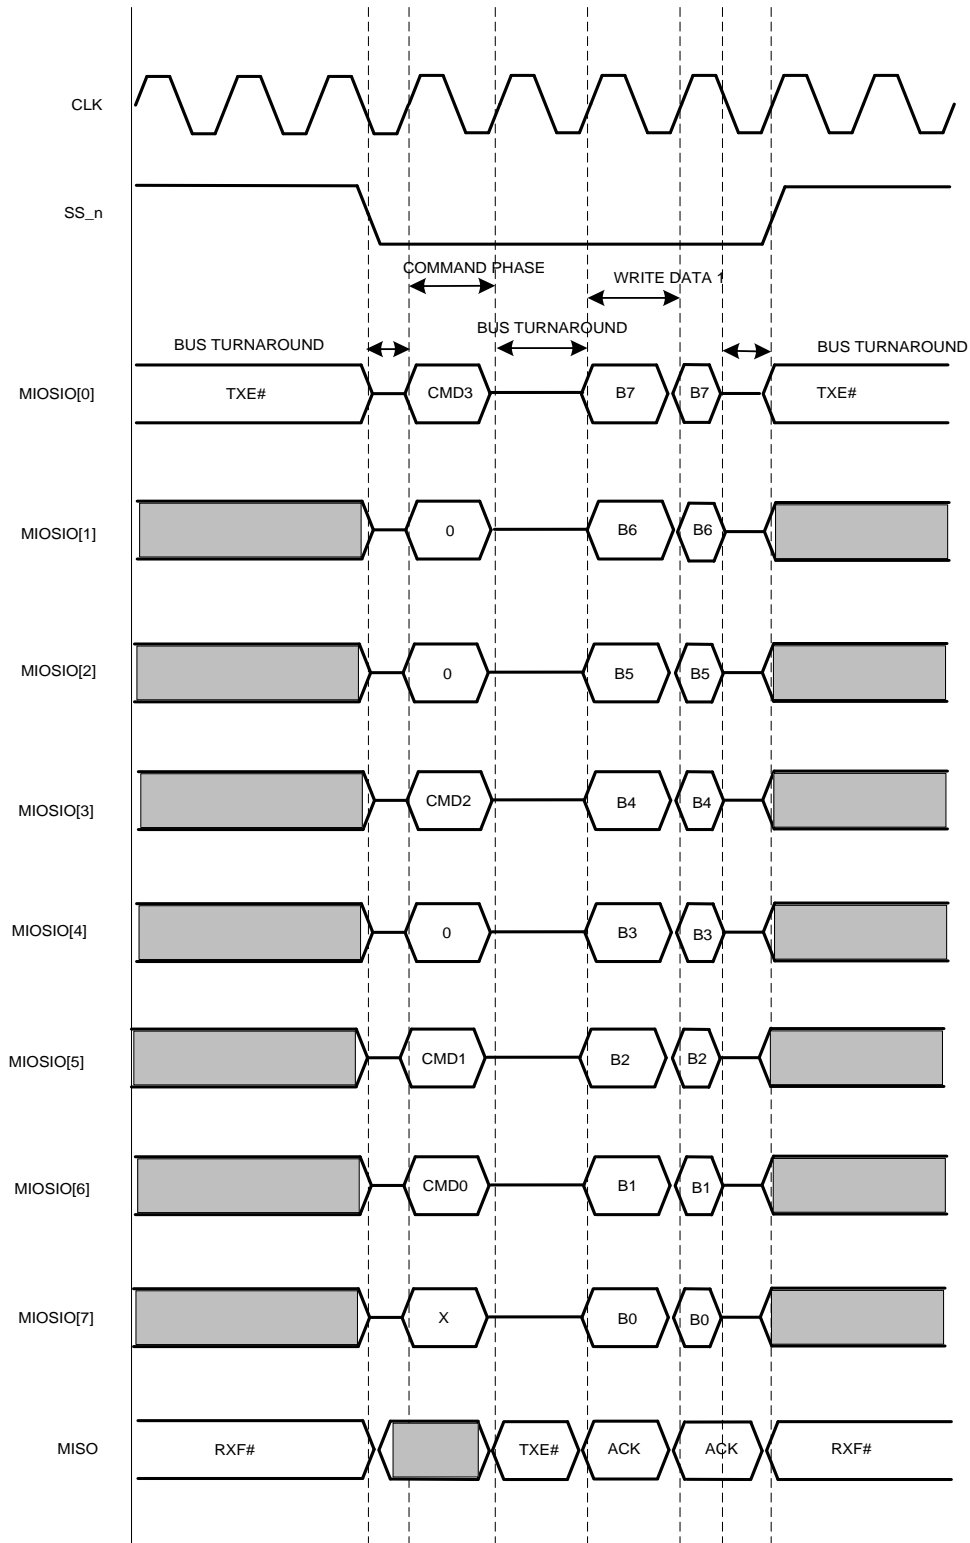 CLK
SS_n
COMMAND PHASE
WRITE DATA 1
BUS TURNAROUND
BUS TURNAROUND
BUS TURNAROUND
MIOSIO[0] TXE# CMD3 B7 B7 TXE#
MIOSIO[1] 0 B6 B6
MIOSIO[2] 0 B5 B5
MIOSIO[3] CMD2 B4 B4
MIOSIO[4] 0 B3 B3
MIOSIO[5] CMD1 B2 B2
MIOSIO[6] CMD0 B1 B1
MIOSIO[7] X B0 B0
MISO RXF# TXE# ACK ACK RXF#